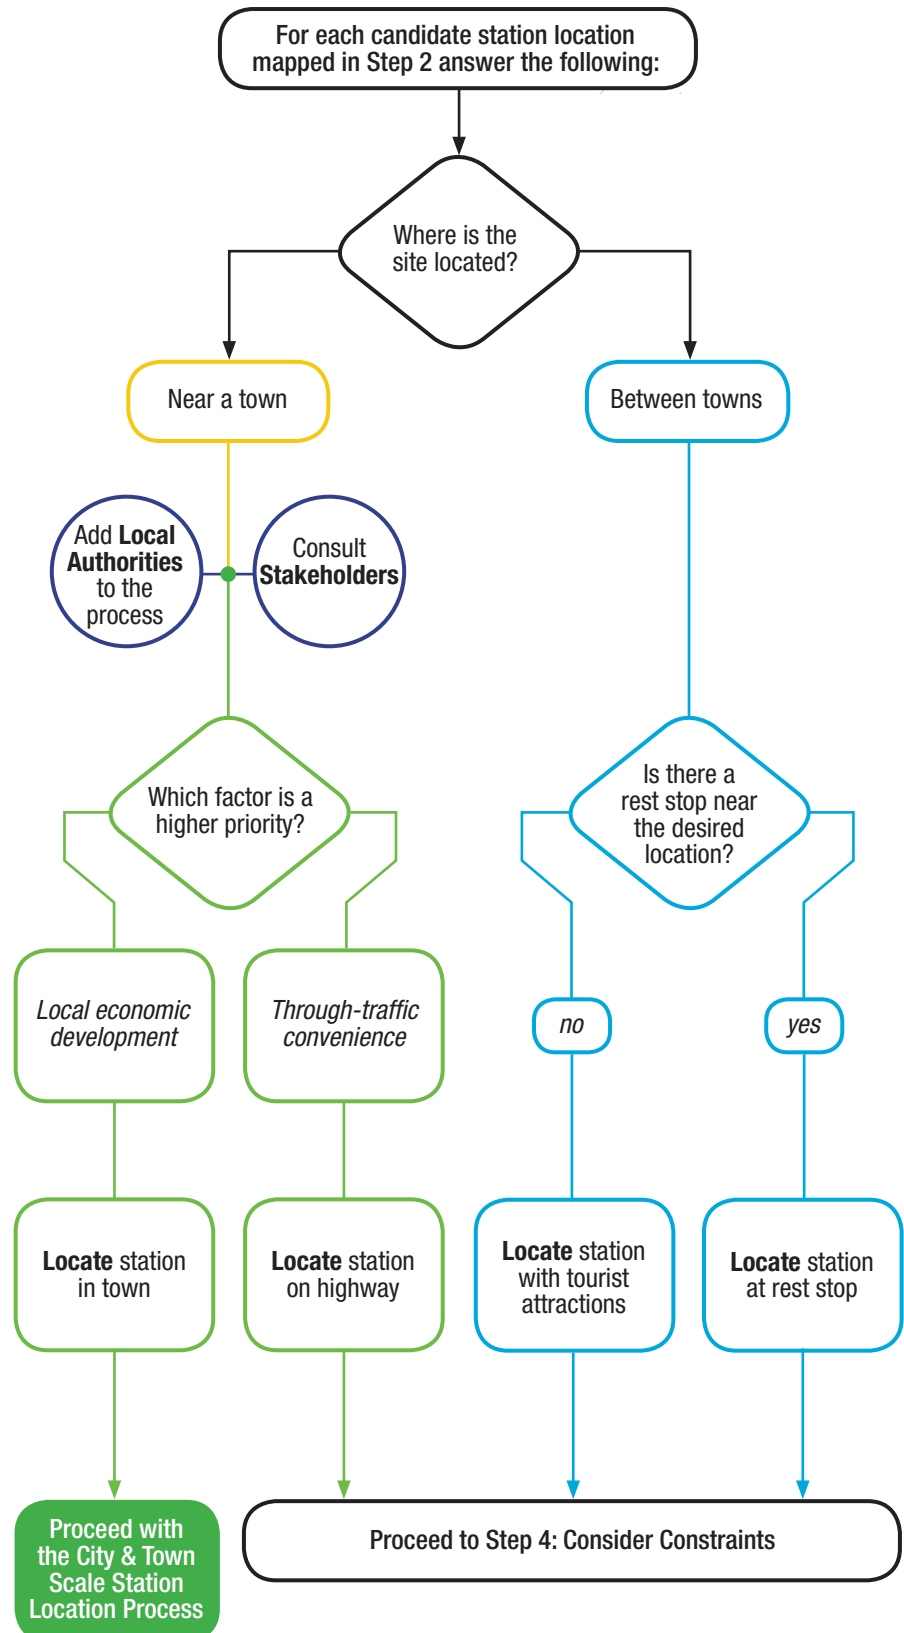 For each candidate station location
mapped in Step 2 answer the following:
Where is the
site located?
Near a town
Between towns
Add Local
Authorities
to the
process
Consult
Stakeholders
Which factor is a
higher priority?
Is there a
rest stop near
the desired
location?
Local economic
development
Through-traffic
convenience
no
yes
Locate station
in town
Locate station
on highway
Locate station
with tourist
attractions
Locate station
at rest stop
Proceed with
the City & Town
Scale Station
Location Process
Proceed to Step 4: Consider Constraints